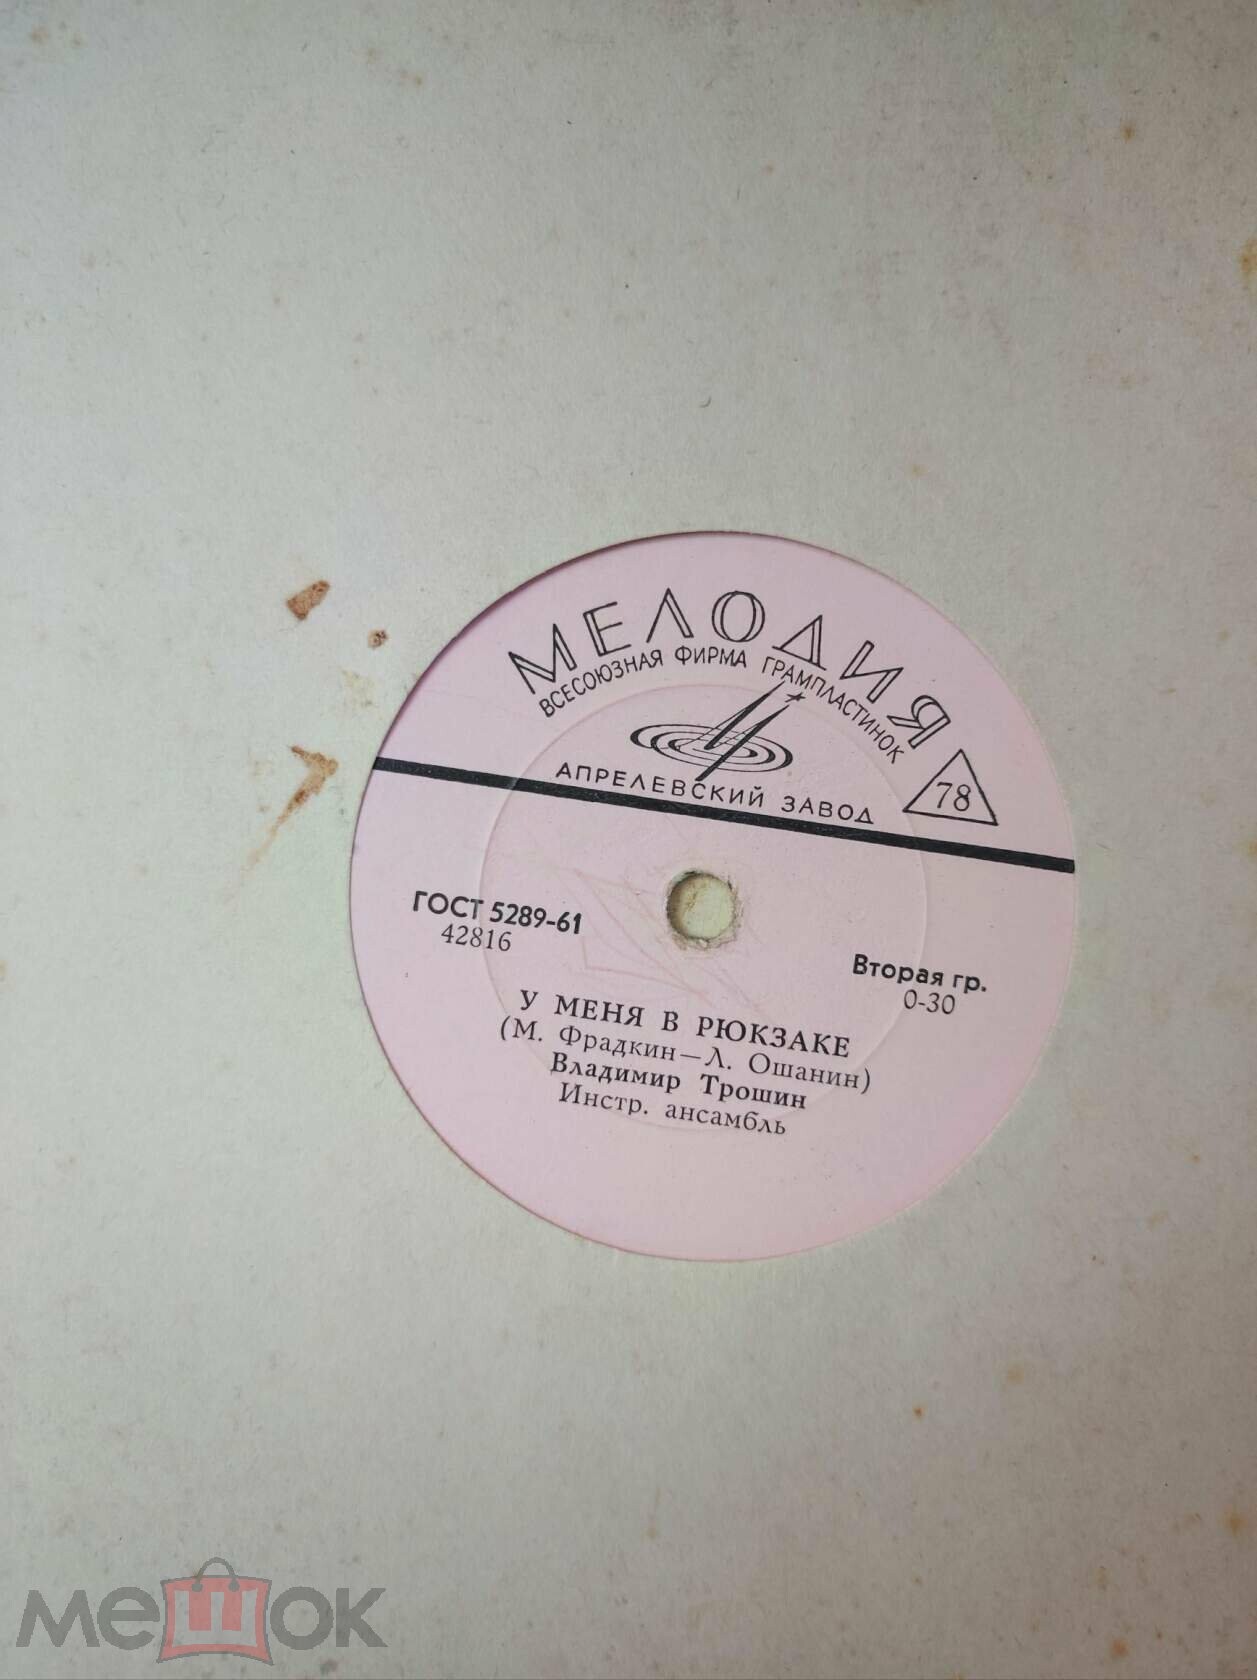 МЕЛОДИЯ
ВСЕСОЮЗНАЯ ФИРМА ГРАМПЛАСТИНОК
АПРЕЛЕВСКИЙ ЗАВОД
78
ГОСТ 5289-61
42816
Вторая гр.
0-30
У МЕНЯ В РЮКЗАКЕ
(М. Фрадкин—Л. Ошанин)
Владимир Трошин
Инстр. ансамбль
мешок